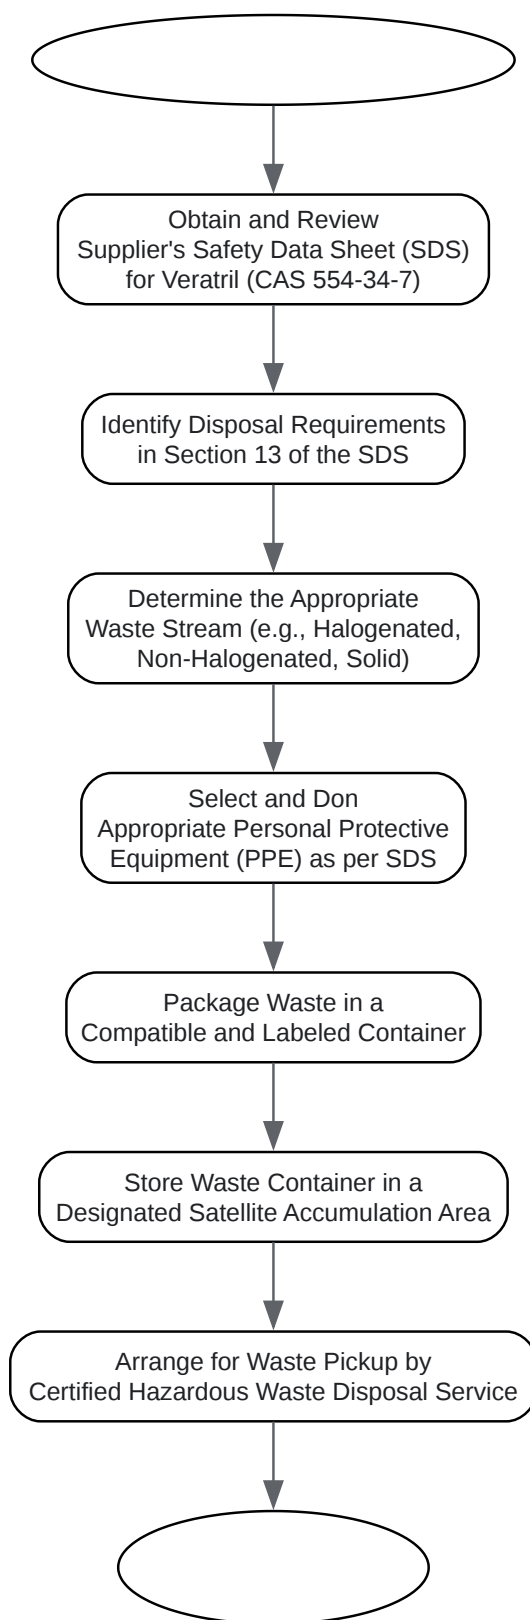 Obtain and Review
Supplier's Safety Data Sheet (SDS)
for Veratril (CAS 554-34-7)
Identify Disposal Requirements
in Section 13 of the SDS
Determine the Appropriate
Waste Stream (e.g., Halogenated,
Non-Halogenated, Solid)
Select and Don
Appropriate Personal Protective
Equipment (PPE) as per SDS
Package Waste in a
Compatible and Labeled Container
Store Waste Container in a
Designated Satellite Accumulation Area
Arrange for Waste Pickup by
Certified Hazardous Waste Disposal Service